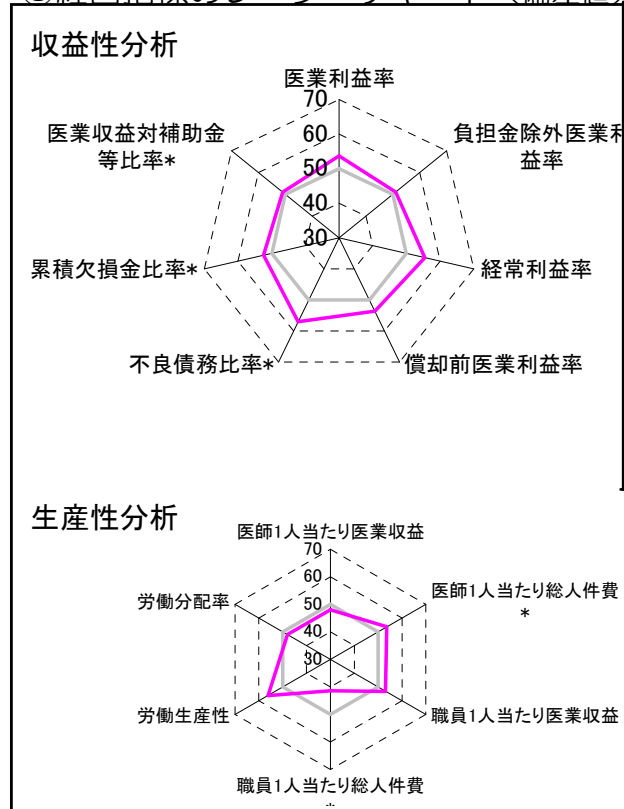 収益性分析
医業利益率
70
60
50
40
30
負担金除外医業利
益率
経常利益率
償却前医業利益率
不良債務比率*
累積欠損金比率*
医業収益対補助金
等比率*
生産性分析
医師1人当たり医業収益
70
60
50
40
30
医師1人当たり総人件費
*
職員1人当たり医業収益
職員1人当たり総人件費
*
労働生産性
労働分配率